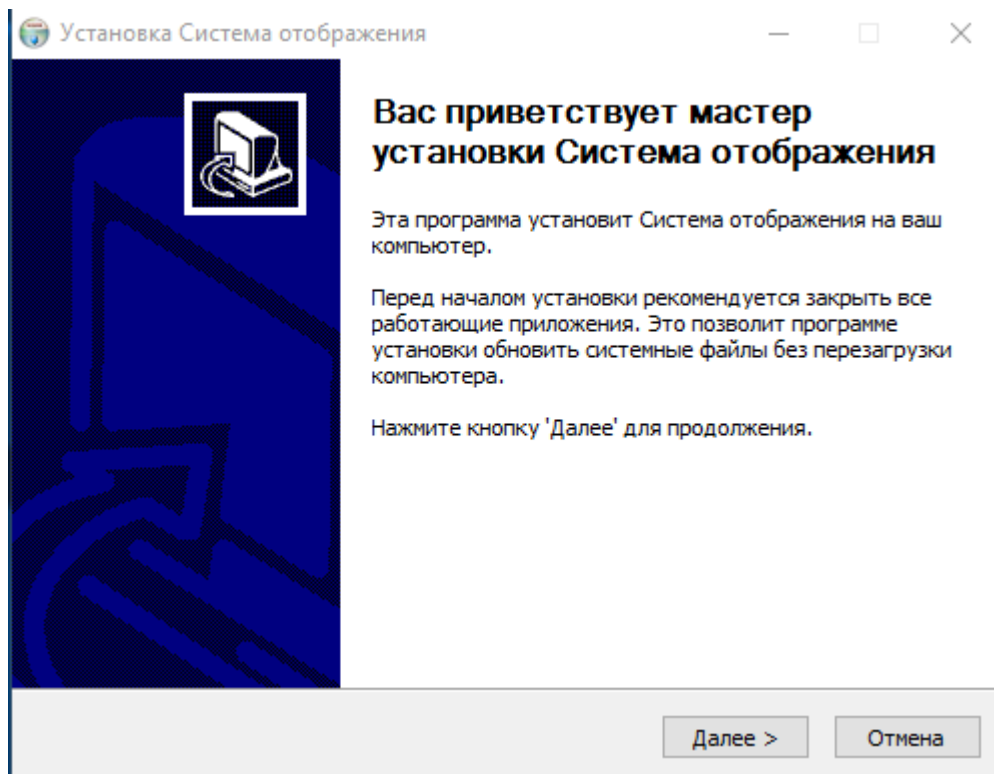 Установка Система отображения
Вас приветствует мастер
установки Система отображения
Эта программа установит Система отображения на ваш
компьютер.
Перед началом установки рекомендуется закрыть все
работающие приложения. Это позволит программе
установки обновить системные файлы без перезагрузки
компьютера.
Нажмите кнопку 'Далее' для продолжения.
Далее >
Отмена